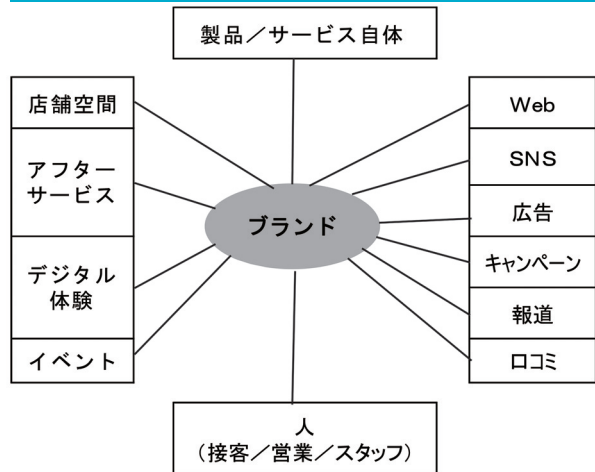 製品／サービス自体
店舗空間
アフター
サービス
デジタル
体験
イベント
ブランド
Web
SNS
広告
キャンペーン
報道
口コミ
人
（接客／営業／スタッフ）